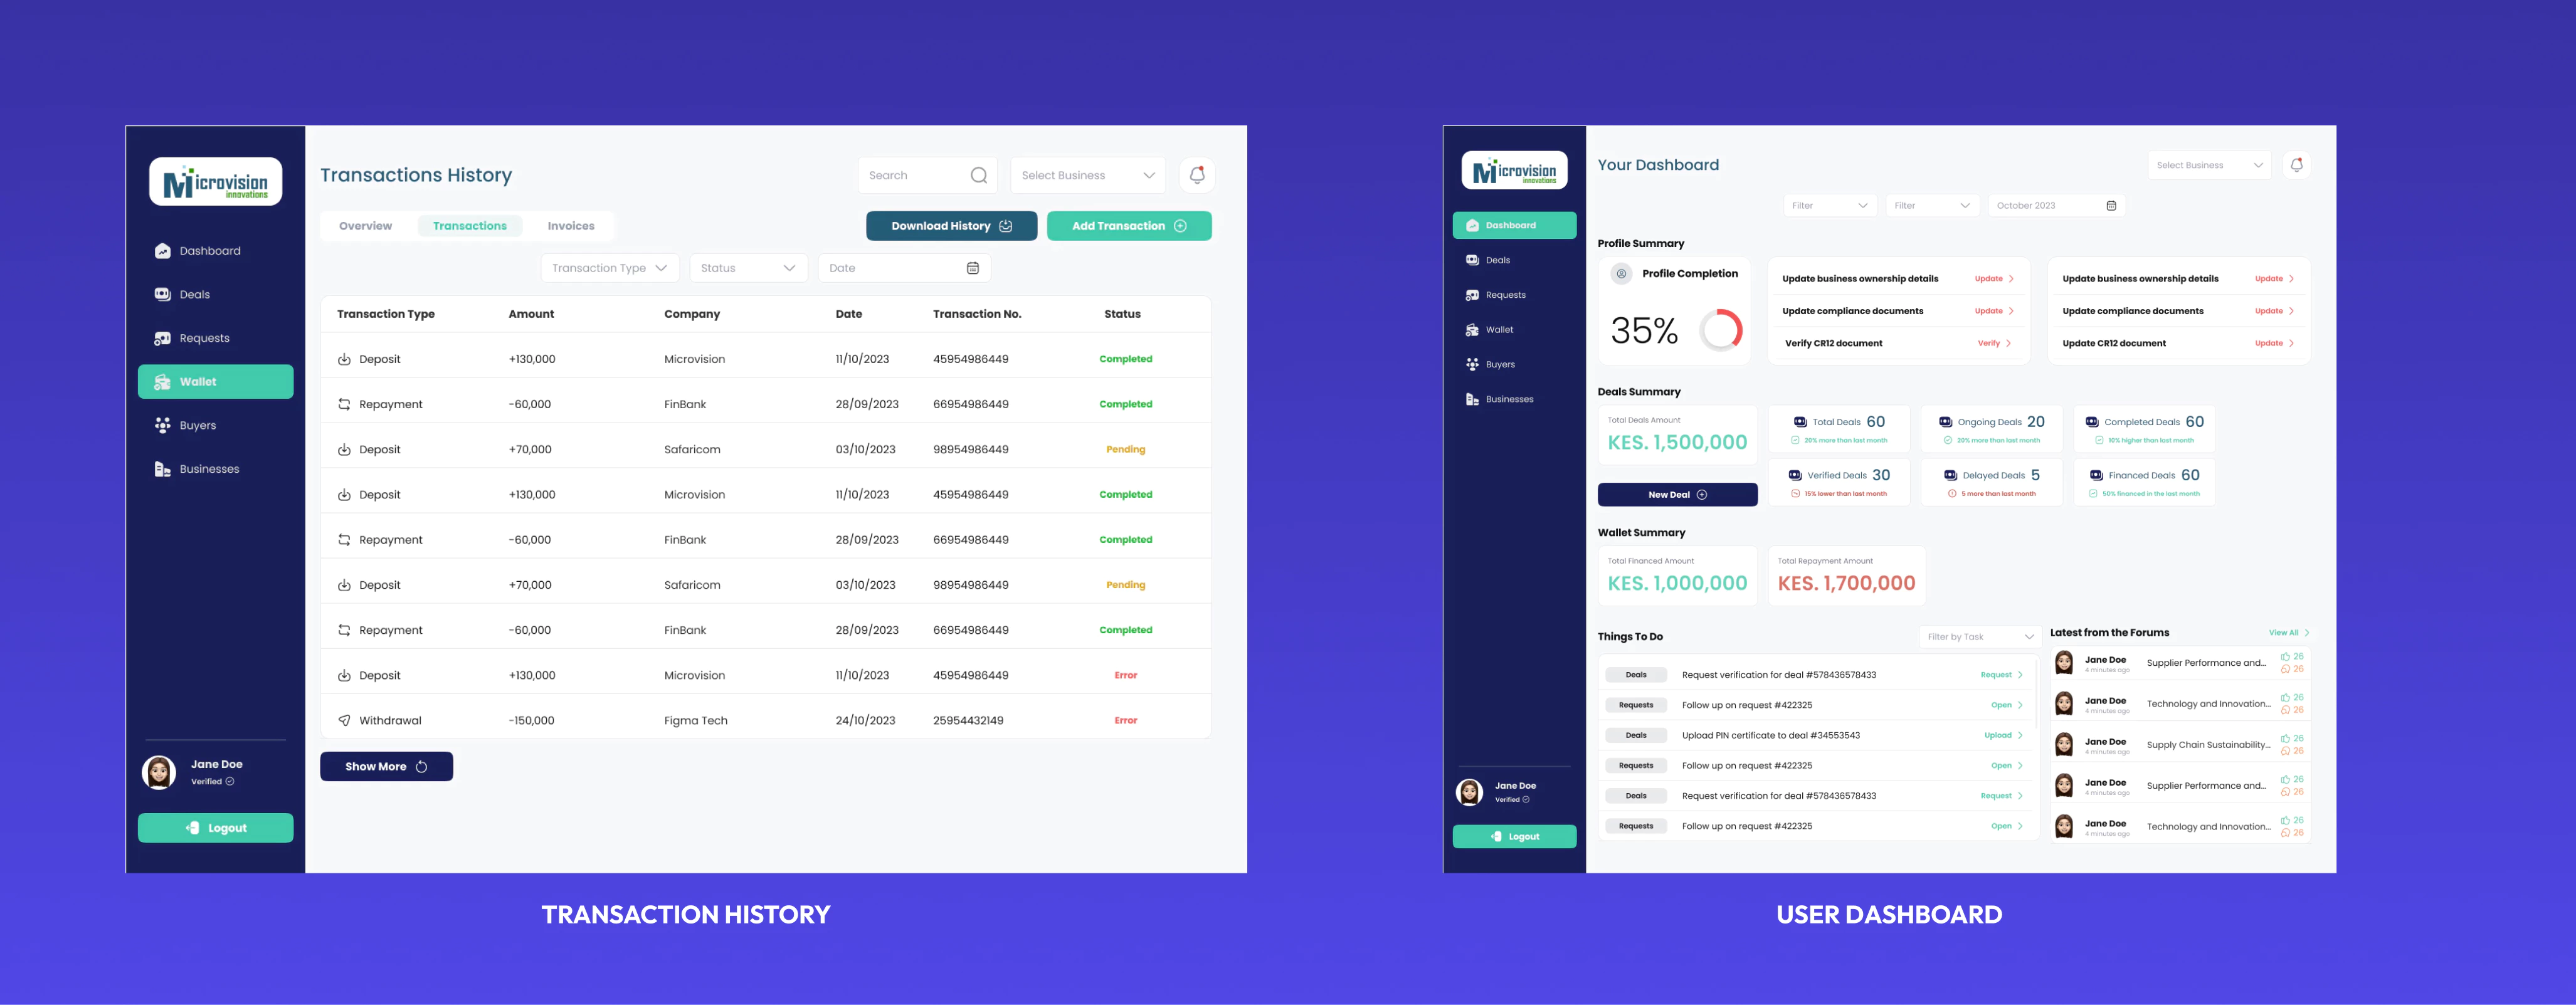 Microvision
innovations
Dashboard
Deals
Requests
Wallet
Buyers
Businesses
Jane Doe
Verified
Logout
Transactions History
Search
Select Business
Overview Transactions Invoices
Download History
Add Transaction
Transaction Type Status Date
Transaction Type Amount Company Date Transaction No. Status
Deposit +130,000 Microvision 11/10/2023 45954986449 Completed
Repayment -60,000 FinBank 28/09/2023 66954986449 Completed
Deposit +70,000 Safaricom 03/10/2023 98954986449 Pending
Deposit +130,000 Microvision 11/10/2023 45954986449 Completed
Repayment -60,000 FinBank 28/09/2023 66954986449 Completed
Deposit +70,000 Safaricom 03/10/2023 98954986449 Pending
Repayment -60,000 FinBank 28/09/2023 66954986449 Completed
Deposit +130,000 Microvision 11/10/2023 45954986449 Error
Withdrawal -150,000 Figma Tech 24/10/2023 25954432149 Error
Show More
TRANSACTION HISTORY
Microvision
innovations
Dashboard
Deals
Requests
Wallet
Buyers
Businesses
Jane Doe
Verified
Logout
Your Dashboard
Select Business
Filter Filter October 2023
Profile Summary
Profile Completion
35%
Update business ownership details Update
Update compliance documents Update
Verify CR12 document Verify
Update business ownership details Update
Update compliance documents Update
Update CR12 document Update
Deals Summary
Total Deals Amount
KES. 1,500,000
New Deal
Total Deals 60
20% more than last month
Ongoing Deals 20
20% more than last month
Completed Deals 60
10% higher than last month
Verified Deals 30
15% lower than last month
Delayed Deals 5
5 more than last month
Financed Deals 60
50% financed in the last month
Wallet Summary
Total Financed Amount
KES. 1,000,000
Total Repayment Amount
KES. 1,700,000
Things To Do
Filter by Task
Deals Request verification for deal #578436578433 Request
Requests Follow up on request #422325 Open
Deals Upload PIN certificate to deal #34553543 Upload
Requests Follow up on request #422325 Open
Deals Request verification for deal #578436578433 Request
Requests Follow up on request #422325 Open
Latest from the Forums
View All
Jane Doe Supplier Performance and... 26
4 minutes ago 26
Jane Doe Technology and Innovation... 26
4 minutes ago 26
Jane Doe Supply Chain Sustainability... 26
4 minutes ago 26
Jane Doe Supplier Performance and... 26
4 minutes ago 26
Jane Doe Technology and Innovation... 26
4 minutes ago 26
USER DASHBOARD